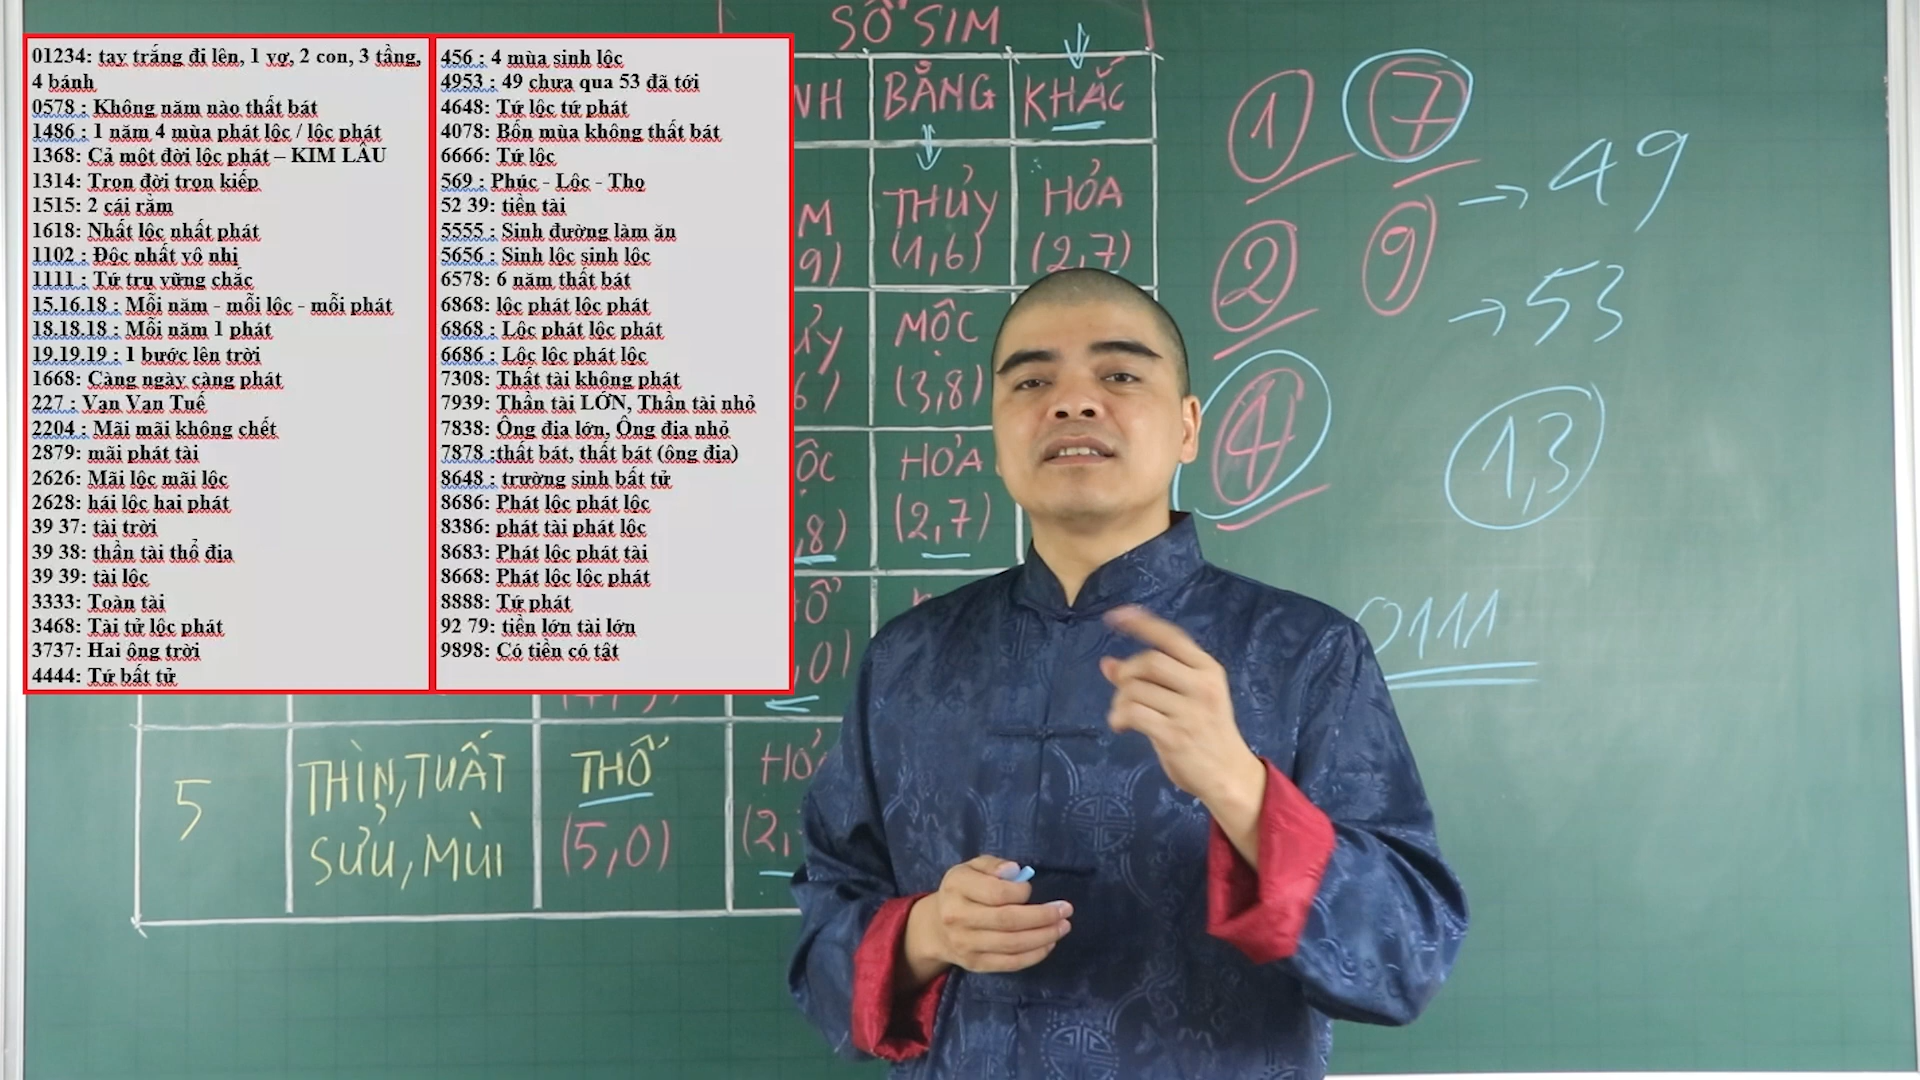 01234: tay trắng đi lên, 1 vợ, 2 con, 3 tầng,
4 bánh
0578 : Không năm nào thất bát
1486 : 1 năm 4 mùa phát lộc / lộc phát
1368: Cả một đời lộc phát – KIM LÂU
1314: Trọn đời trọn kiếp
1515: 2 cái rằm
1618: Nhất lộc nhất phát
1102 : Độc nhất vô nhị
1111 : Tứ trụ vững chắc
15.16.18 : Mỗi năm - mỗi lộc - mỗi phát
18.18.18 : Mỗi năm 1 phát
19.19.19 : 1 bước lên trời
1668: Càng ngày càng phát
227 : Vạn Vạn Tuế
2204 : Mãi mãi không chết
2879: mãi phát tài
2626: Mãi lộc mãi lộc
2628: hái lộc hai phát
39 37: tài trời
39 38: thần tài thổ địa
39 39: tài lộc
3333: Toàn tài
3468: Tài tử lộc phát
3737: Hai ông trời
4444: Tứ bất tử
456 : 4 mùa sinh lộc
4953 : 49 chưa qua 53 đã tới
4648: Tứ lộc tứ phát
4078: Bốn mùa không thất bát
6666: Tứ lộc
569 : Phúc - Lộc - Thọ
52 39: tiền tài
5555 : Sinh đường làm ăn
5656 : Sinh lộc sinh lộc
6578: 6 năm thất bát
6868: lộc phát lộc phát
6868 : Lộc phát lộc phát
6686 : Lộc lộc phát lộc
7308: Thất tài không phát
7939: Thần tài LỚN, Thần tài nhỏ
7838: Ông địa lớn, Ông địa nhỏ
7878 :thất bát, thất bát (ông địa)
8648 : trường sinh bất tử
8686: Phát lộc phát lộc
8386: phát tài phát lộc
8683: Phát lộc phát tài
8668: Phát lộc lộc phát
8888: Tứ phát
92 79: tiền lớn tài lớn
9898: Có tiền có tật
SỐ SIM
BẰNG KHẮC
THỦY HỎA
(1,6) (2,7)
MỘC
(3,8)
HỎA
(2,7)
5 THÌN,TUẤT THỔ
SỬU, MÙI (5,0)
1 7
2 9
4
→ 49
→ 53
1,3
0111